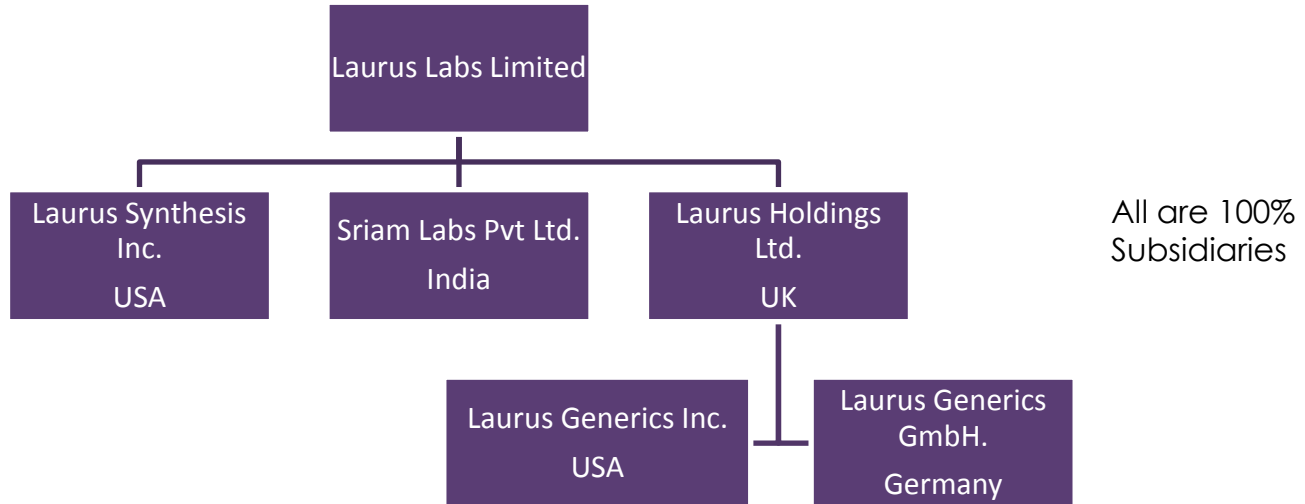 Laurus Labs Limited
Laurus Synthesis
Inc.
USA
Sriam Labs Pvt Ltd.
India
Laurus Holdings
Ltd.
UK
All are 100%
Subsidiaries
Laurus Generics Inc.
USA
Laurus Generics
GmbH.
Germany